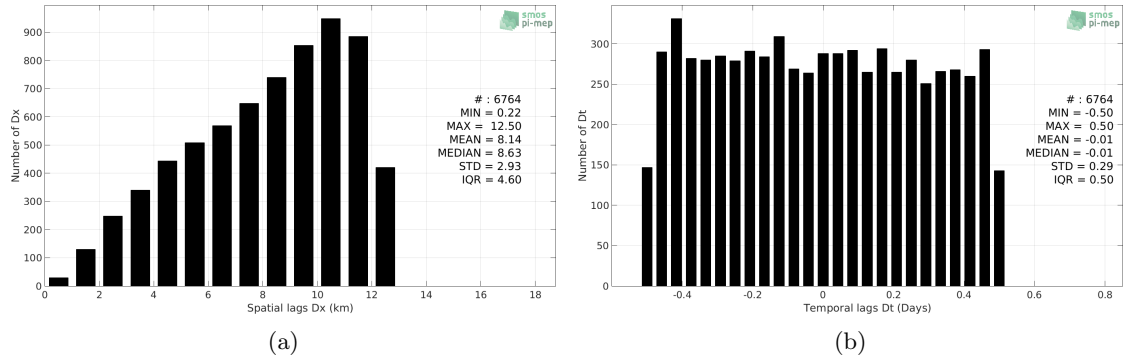 smos
pi-mep
Number of Dx
900
800
700
600
500
400
300
200
100
0
# : 6764
MIN = 0.22
MAX = 12.50
MEAN = 8.14
MEDIAN = 8.63
STD = 2.93
IQR = 4.60
0 2 4 6 8 10 12 14 16 18
Spatial lags Dx (km)
(a)
smos
pi-mep
Number of Dt
300
250
200
150
100
50
0
# : 6764
MIN = -0.50
MAX = 0.50
MEAN = -0.01
MEDIAN = -0.01
STD = 0.29
IQR = 0.50
-0.4 -0.2 0 0.2 0.4 0.6 0.8
Temporal lags Dt (Days)
(b)